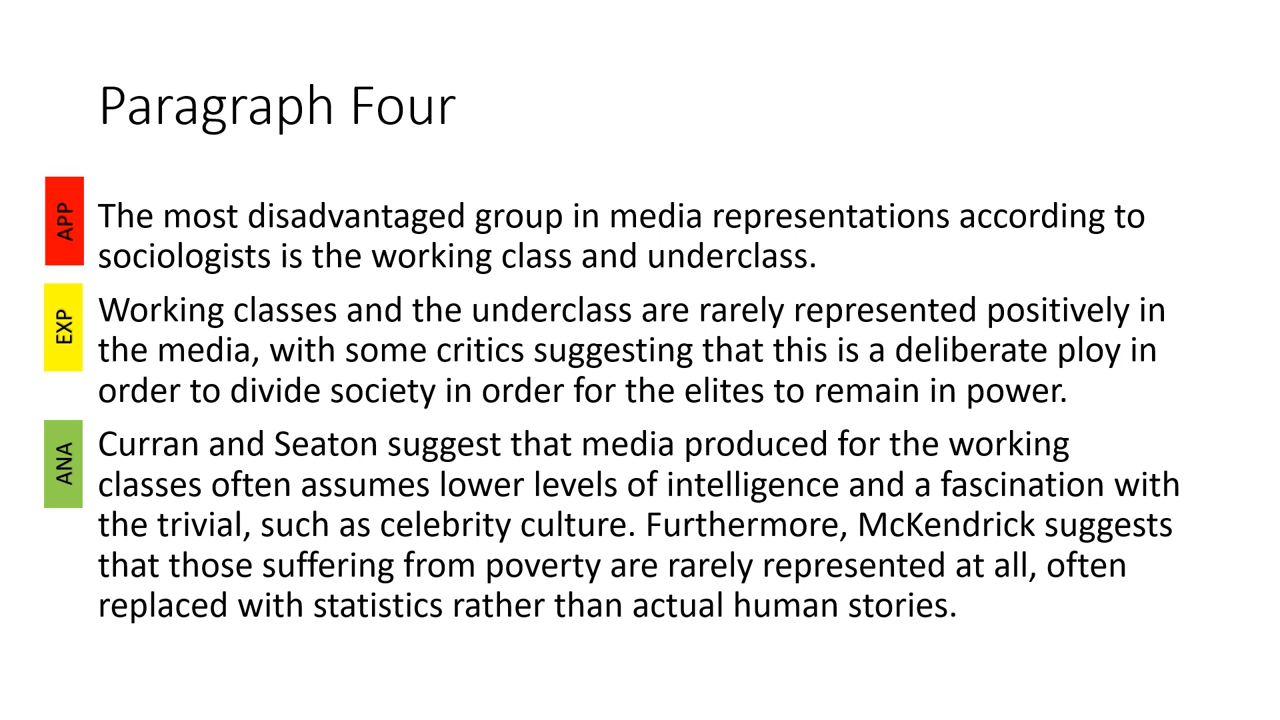 Paragraph Four
APP
The most disadvantaged group in media representations according to
sociologists is the working class and underclass.
EXP
Working classes and the underclass are rarely represented positively in
the media, with some critics suggesting that this is a deliberate ploy in
order to divide society in order for the elites to remain in power.
ANA
Curran and Seaton suggest that media produced for the working
classes often assumes lower levels of intelligence and a fascination with
the trivial, such as celebrity culture. Furthermore, McKendrick suggests
that those suffering from poverty are rarely represented at all, often
replaced with statistics rather than actual human stories.